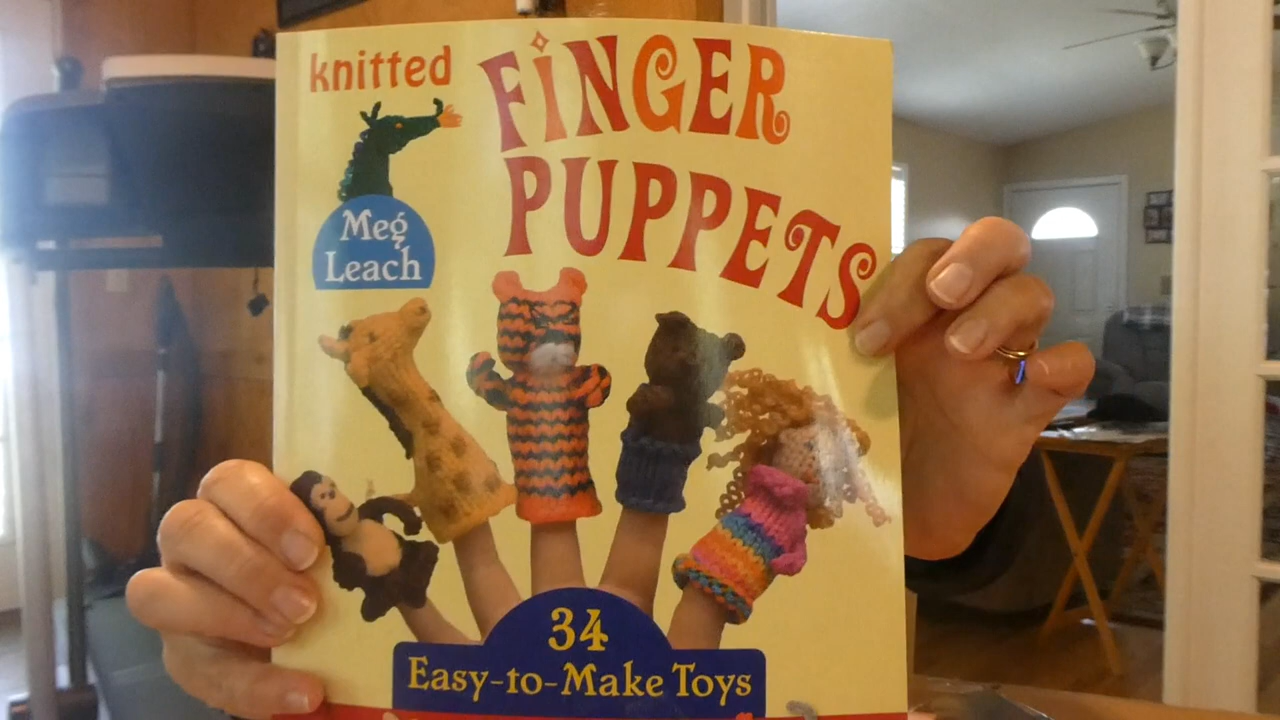 knitted
FiNGER
PUPPETS
Meg
Leach
34
Easy-to-Make Toys